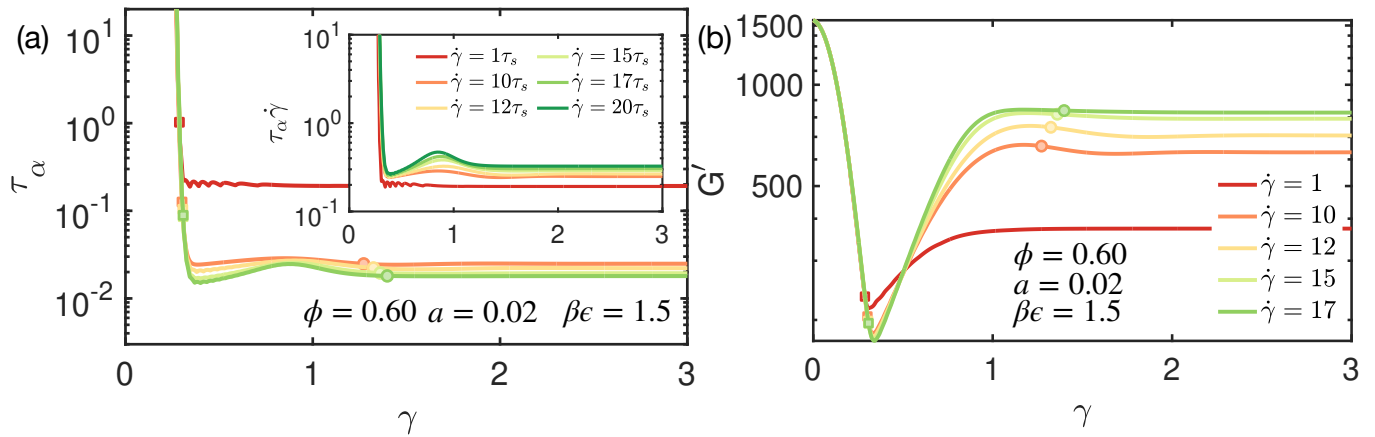 (a)
τ_α
10^1
10^0
10^-1
10^-2
0 1 2 3
γ
ϕ = 0.60 a = 0.02 βϵ = 1.5
τ_α γ̇
10^1
10^0
10^-1
0 1 2 3
γ̇ = 1τ_s
γ̇ = 10τ_s
γ̇ = 12τ_s
γ̇ = 15τ_s
γ̇ = 17τ_s
γ̇ = 20τ_s
(b)
G′
1500
1000
500
0 1 2 3
γ
ϕ = 0.60
a = 0.02
βϵ = 1.5
γ̇ = 1
γ̇ = 10
γ̇ = 12
γ̇ = 15
γ̇ = 17